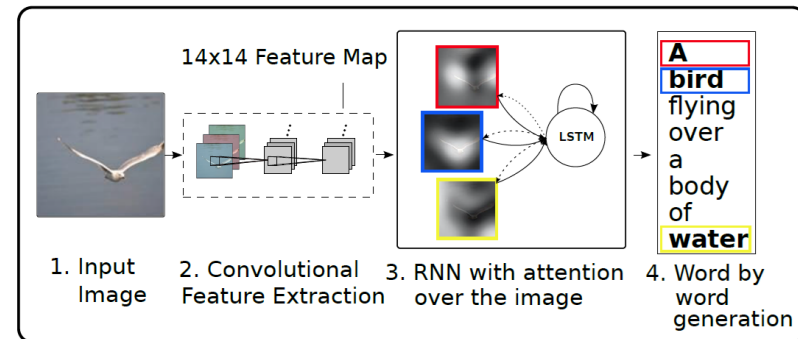 14x14 Feature Map
LSTM
A
bird
flying
over
a
body
of
water
1. Input
Image
2. Convolutional
Feature Extraction
3. RNN with attention
over the image
4. Word by
word
generation